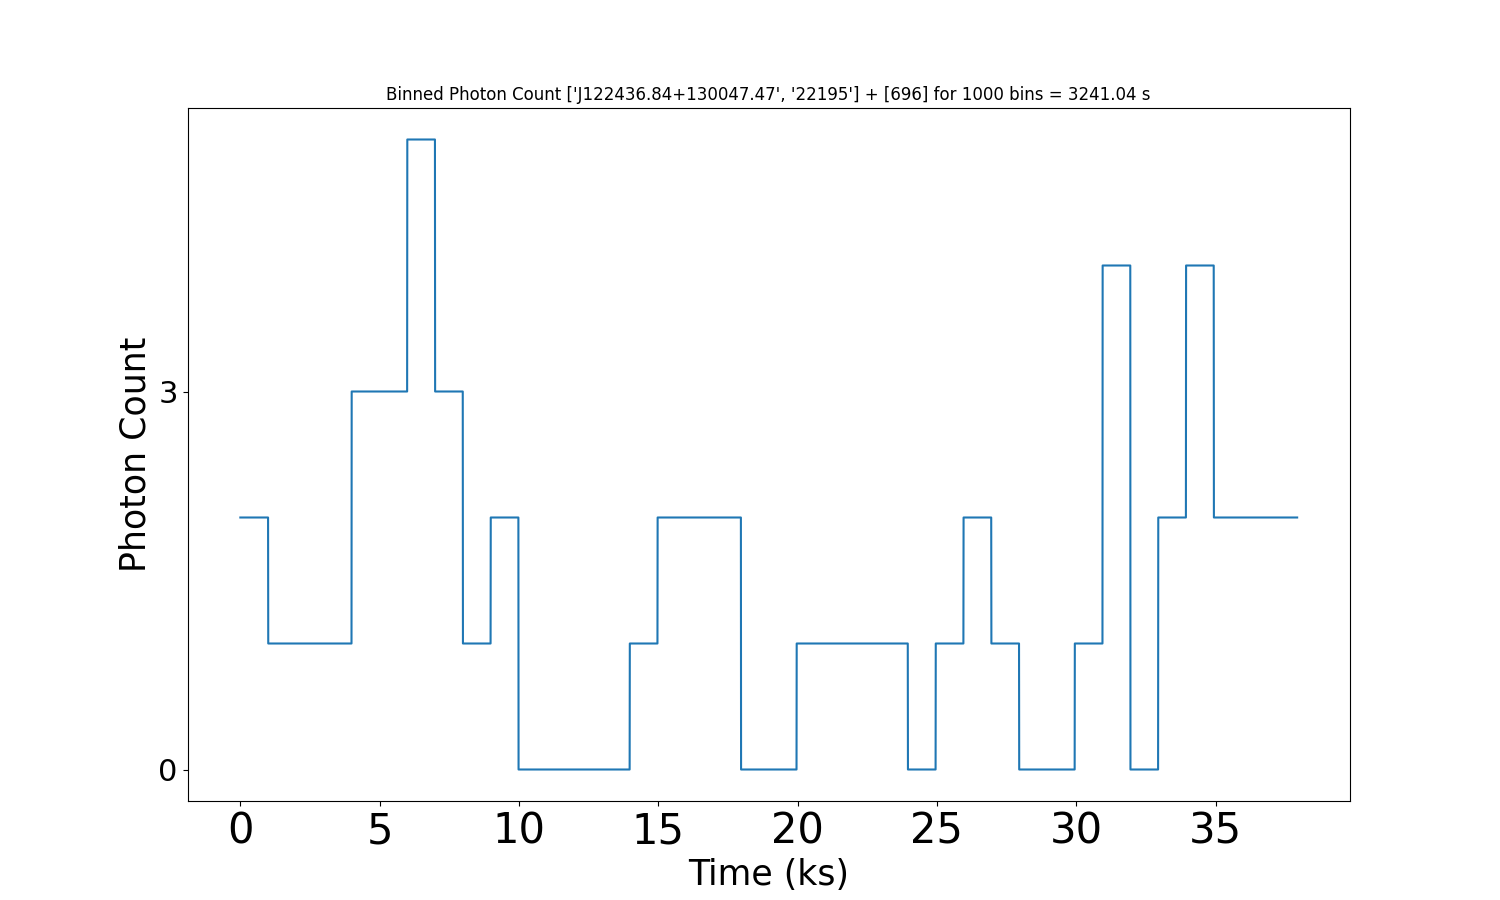 Binned Photon Count ['J122436.84+130047.47', '22195'] + [696] for 1000 bins = 3241.04 s
Photon Count
3
0
0 5 10 15 20 25 30 35
Time (ks)